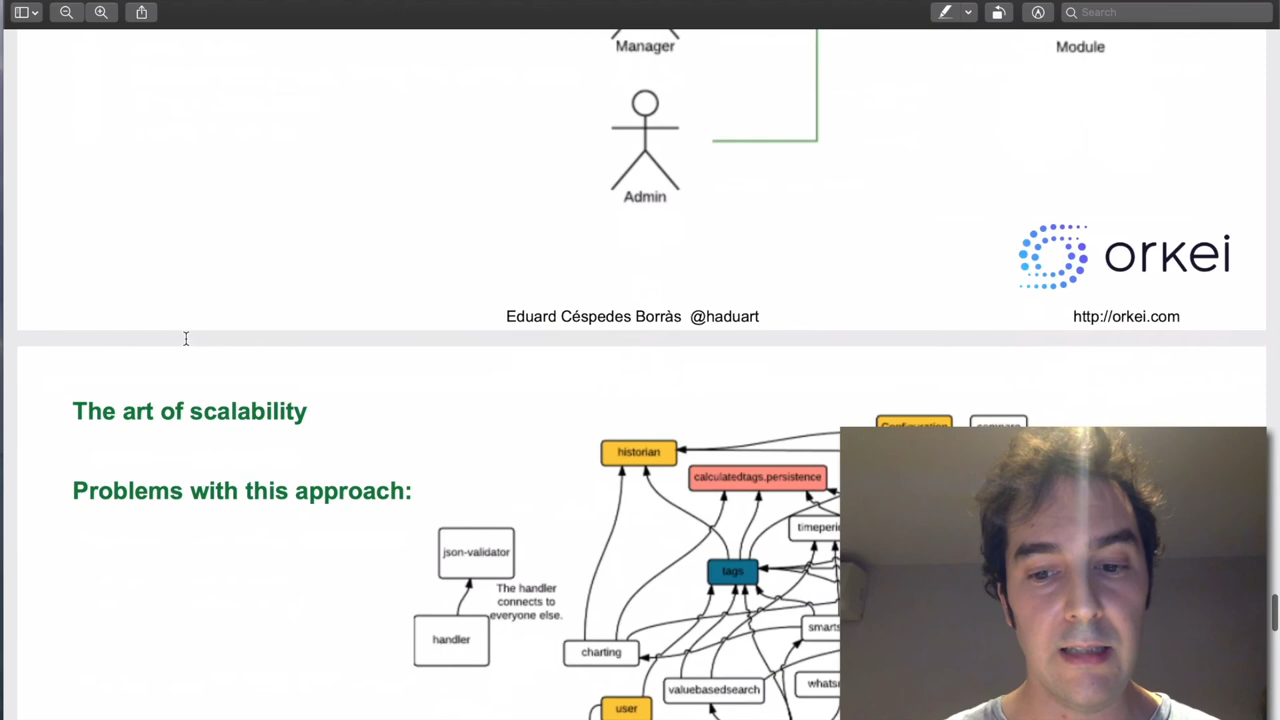 Search
Manager
Module
Admin
orkei
Eduard Céspedes Borràs @haduart
http://orkei.com
The art of scalability
Problems with this approach:
historian
calculatedtags.persistence
json-validator
tags
The handler
connects to
everyone else.
handler
charting
valuebasedsearch
user